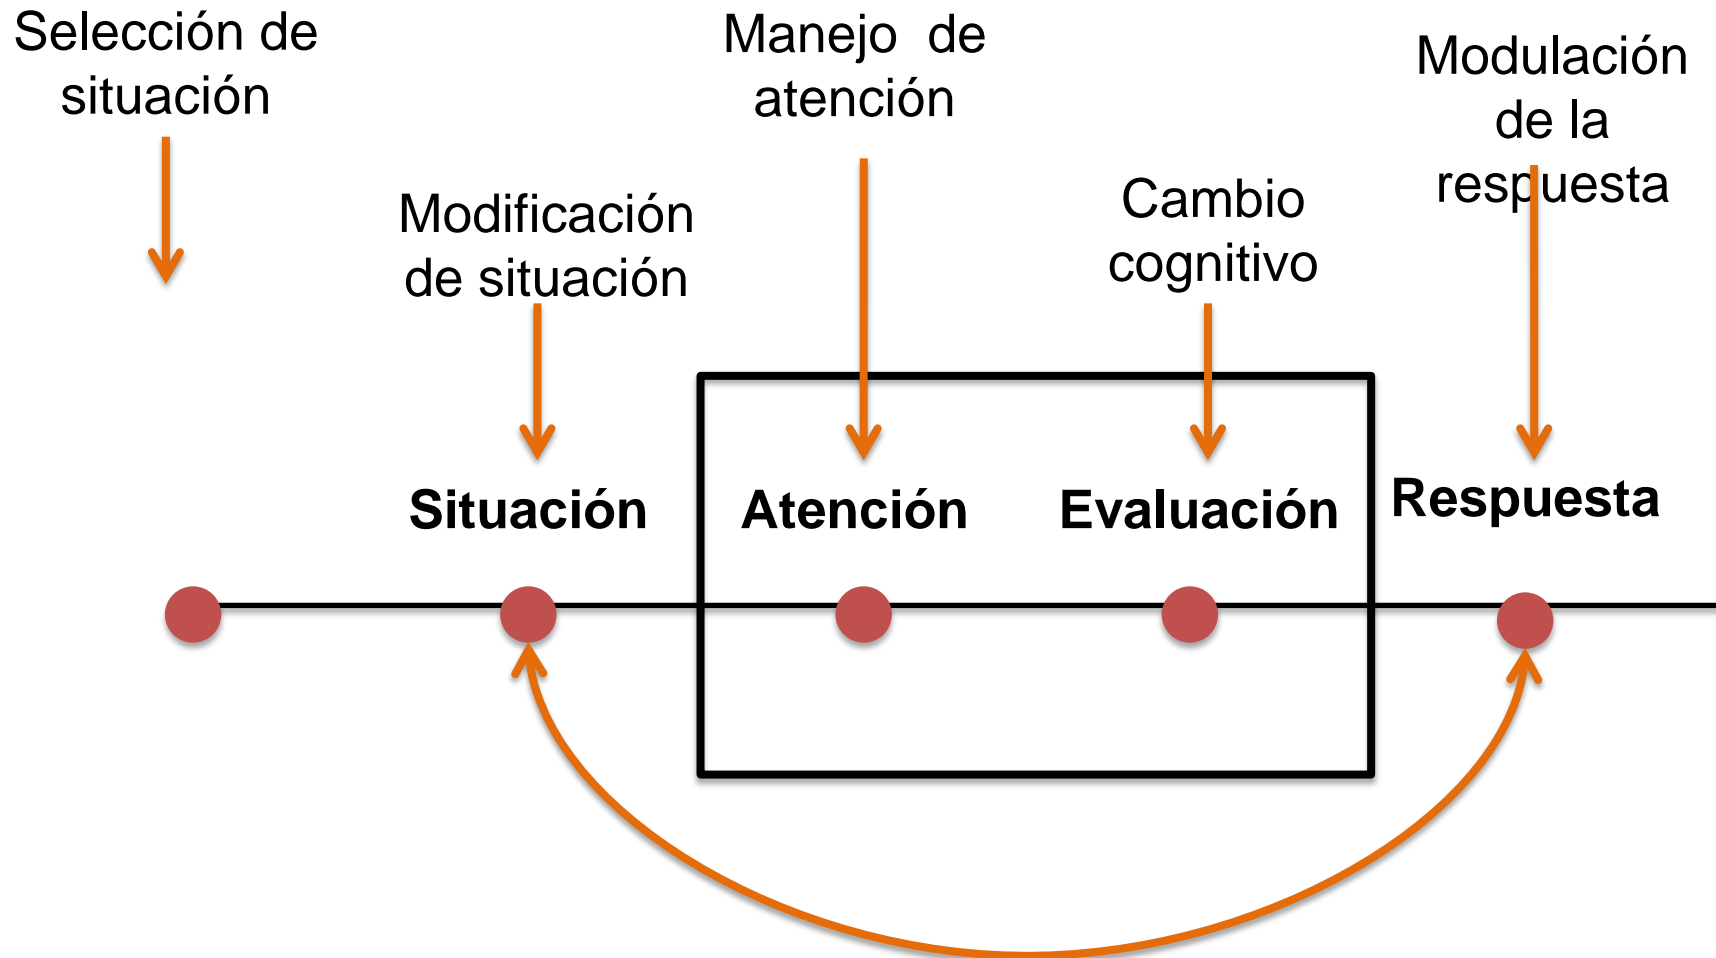 Selección de
situación
Modificación
de situación
Manejo  de
atención
Cambio
cognitivo
Modulación
de la
respuesta
Situación
Atención
Evaluación
Respuesta